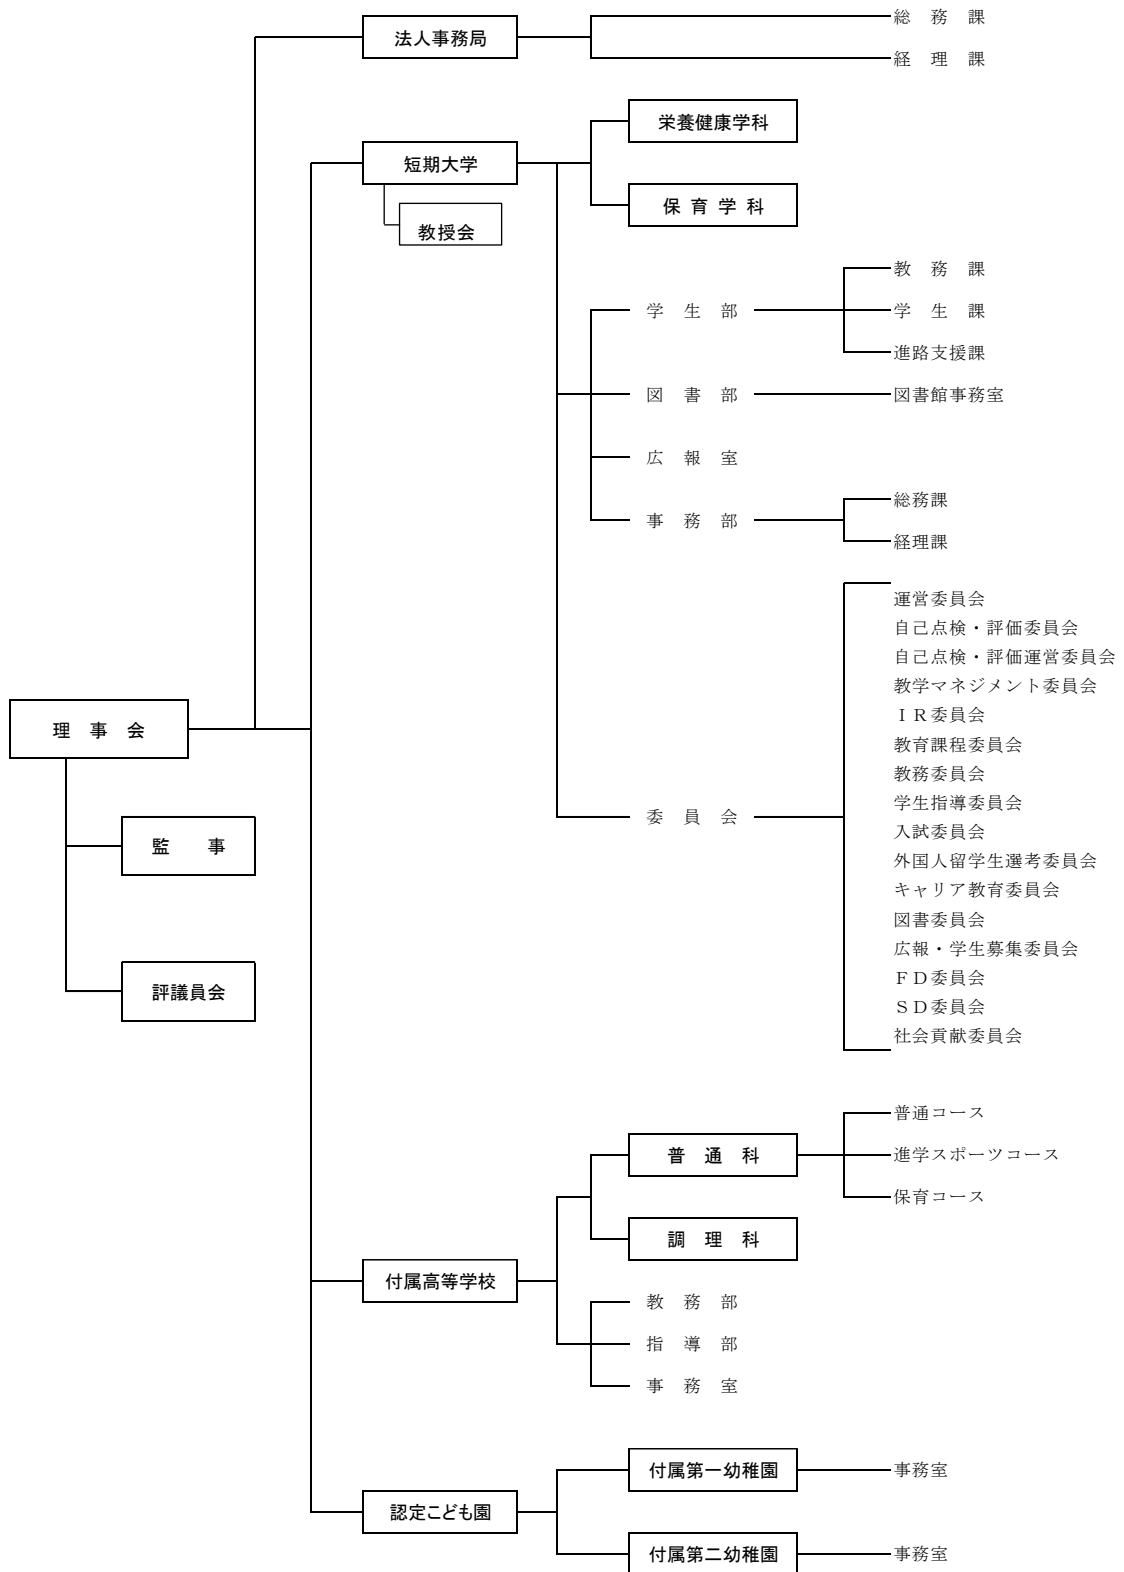 総　務　課
法人事務局
経　理　課
栄養健康学科
短期大学
保 育 学 科
教授会
教　務　課
学　生　部
学　生　課
進路支援課
図　書　部
図書館事務室
広　報　室
総務課
事　務　部
経理課
運営委員会
自己点検・評価委員会
自己点検・評価運営委員会
教学マネジメント委員会
ＩＲ委員会
理　事　会
教育課程委員会
教務委員会
学生指導委員会
委　員　会
入試委員会
監　　事
外国人留学生選考委員会
キャリア教育委員会
図書委員会
広報・学生募集委員会
ＦＤ委員会
評議員会
ＳＤ委員会
社会貢献委員会
普通コース
普　通　科
進学スポーツコース
保育コース
調　理　科
付属高等学校
教　務　部
指　導　部
事　務　室
付属第一幼稚園
事務室
認定こども園
付属第二幼稚園
事務室